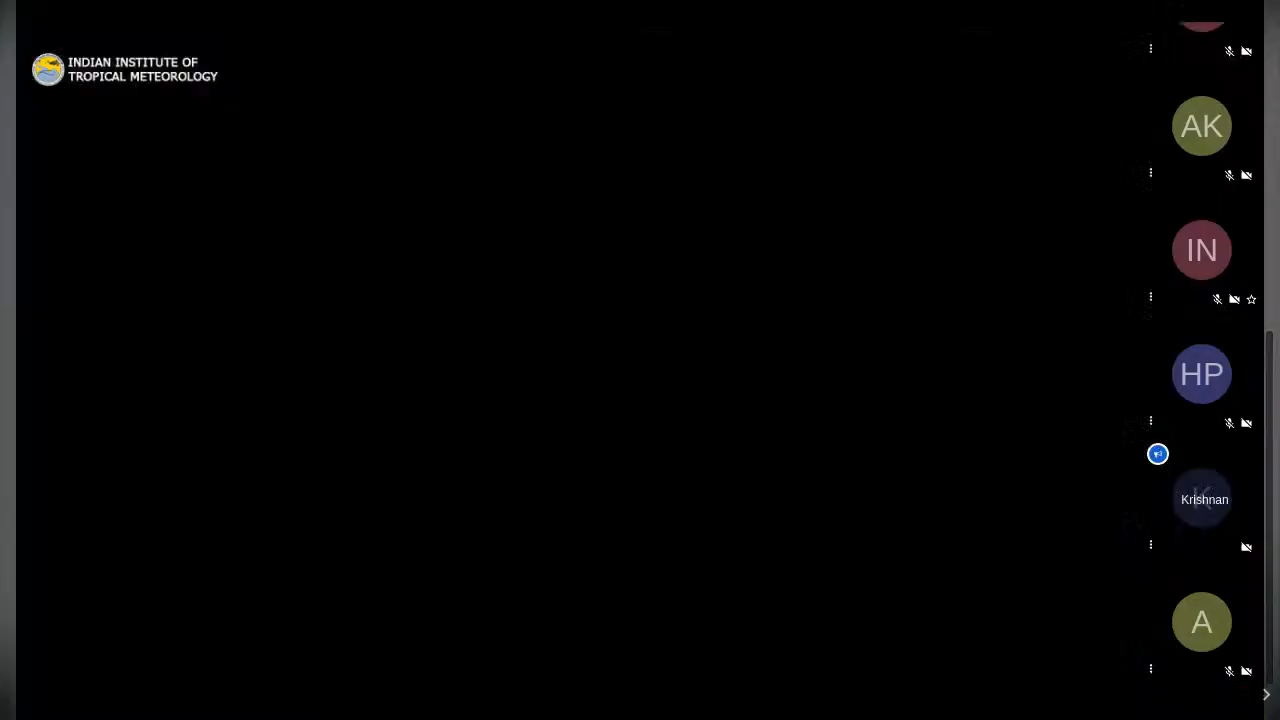 INDIAN INSTITUTE OF
TROPICAL METEOROLOGY
AK
IN
HP
K
Krishnan
A